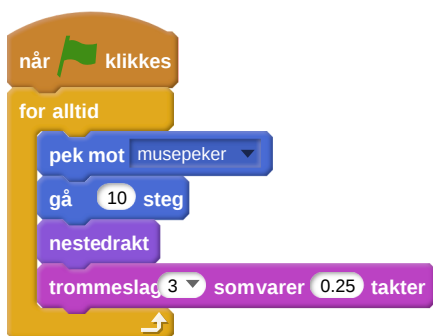 når klikkes
for alltid
pek mot musepeker
gå 10 steg
nestedrakt
trommeslag 3 somvarer 0.25 takter